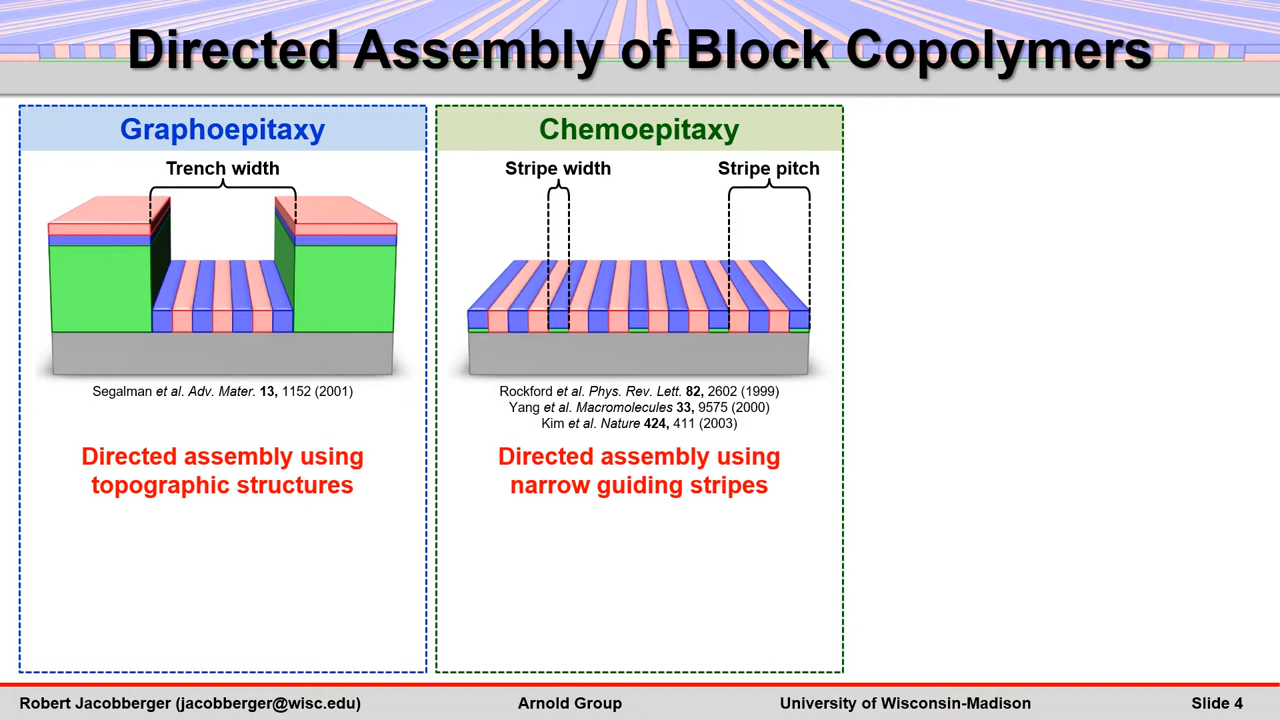 Directed Assembly of Block Copolymers
Graphoepitaxy
Trench width
Segalman et al. Adv. Mater. 13, 1152 (2001)
Directed assembly using
topographic structures
Chemoepitaxy
Stripe width
Stripe pitch
Rockford et al. Phys. Rev. Lett. 82, 2602 (1999)
Yang et al. Macromolecules 33, 9575 (2000)
Kim et al. Nature 424, 411 (2003)
Directed assembly using
narrow guiding stripes
Robert Jacobberger (jacobberger@wisc.edu)
Arnold Group
University of Wisconsin-Madison
Slide 4